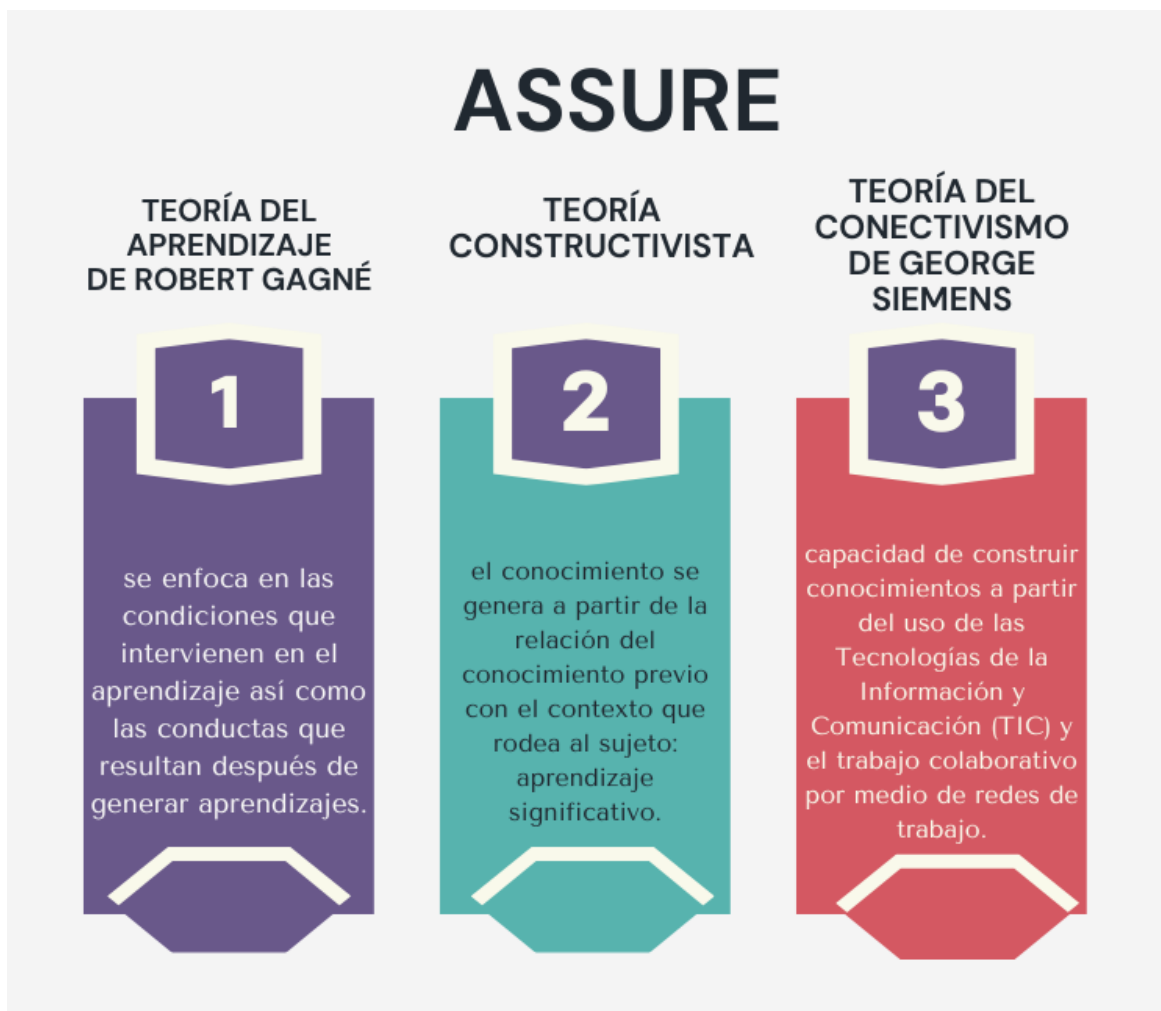 ASSURE
TEORÍA DEL
APRENDIZAJE
DE ROBERT GAGNÉ
1
se enfoca en las
condiciones que
intervienen en el
aprendizaje así como
las conductas que
resultan después de
generar aprendizajes.
TEORÍA
CONSTRUCTIVISTA
2
el conocimiento se
genera a partir de la
relación del
conocimiento previo
con el contexto que
rodea al sujeto:
aprendizaje
significativo.
TEORÍA DEL
CONECTIVISMO
DE GEORGE
SIEMENS
3
capacidad de construir
conocimientos a partir
del uso de las
Tecnologías de la
Información y
Comunicación (TIC) y
el trabajo colaborativo
por medio de redes de
trabajo.